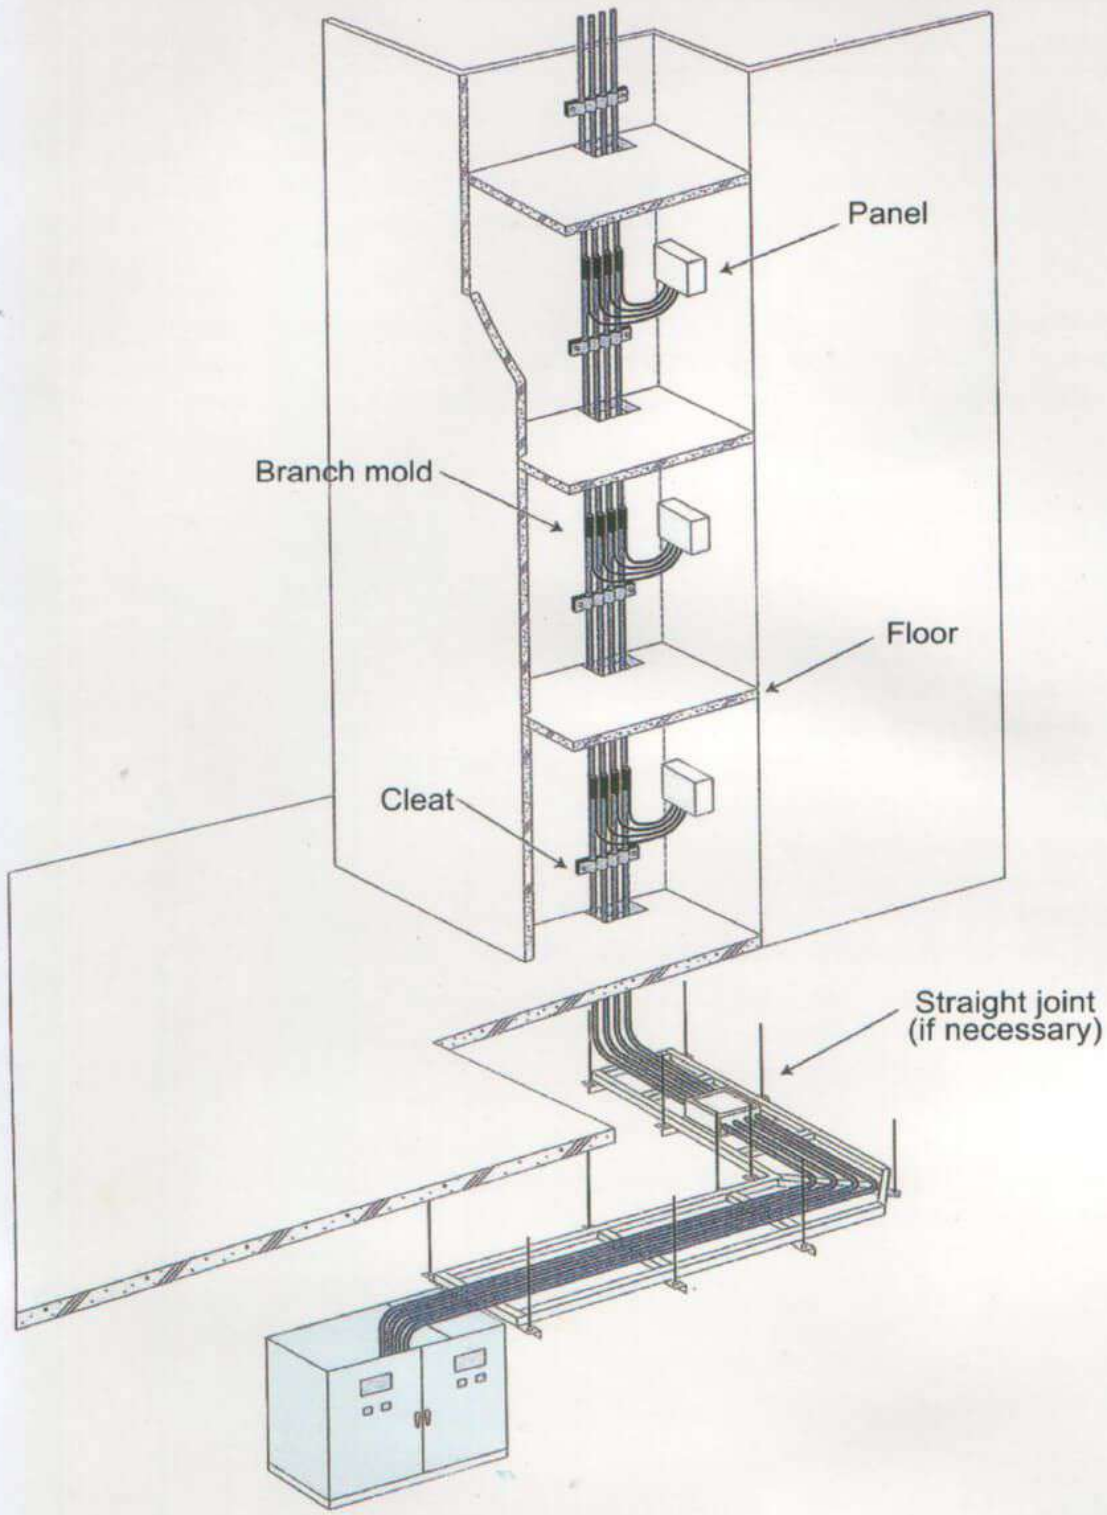 Panel
Branch mold
Floor
Cleat
Straight joint
(if necessary)